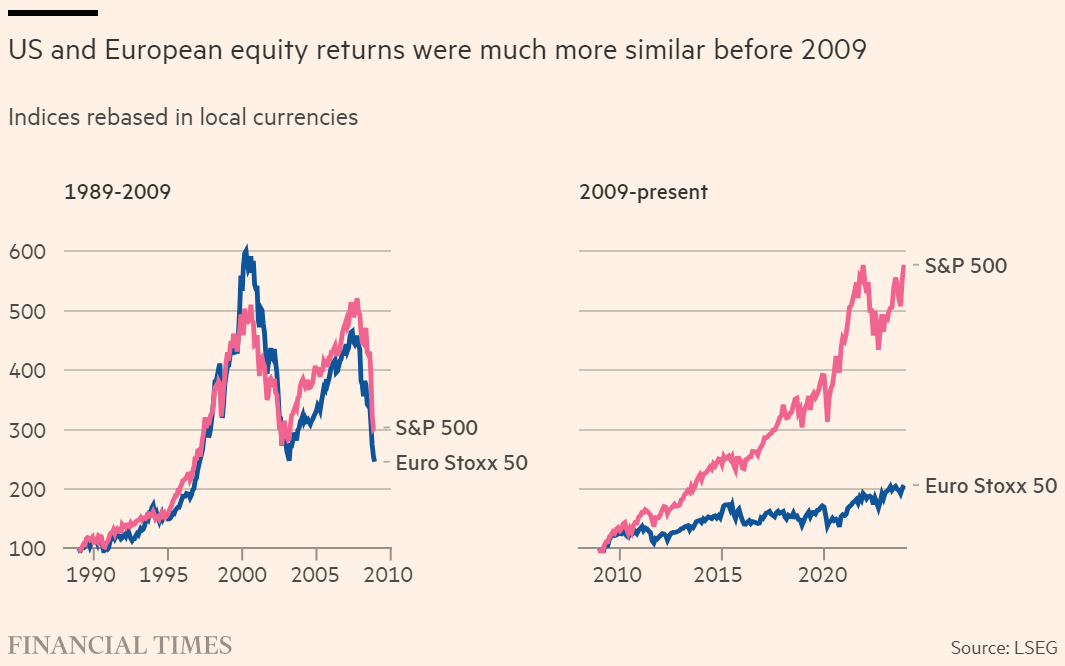 US and European equity returns were much more similar before 2009
Indices rebased in local currencies
1989-2009
600
500
400
300
200
100
1990 1995 2000 2005 2010
S&P 500
Euro Stoxx 50
2009-present
2010 2015 2020
S&P 500
Euro Stoxx 50
FINANCIAL TIMES
Source: LSEG